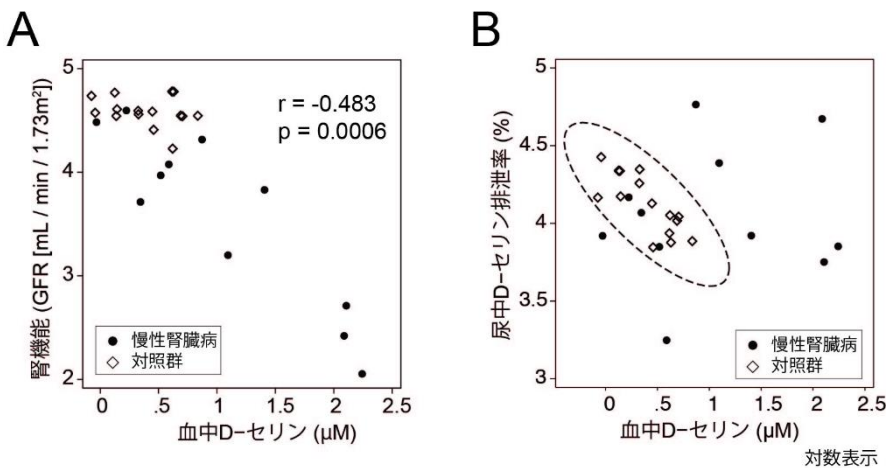 A
腎機能 (GFR [mL / min / 1.73m²])
5
4
3
2
r = -0.483
p = 0.0006
● 慢性腎臓病
◇ 対照群
0
.5
1
1.5
2
2.5
血中D−セリン (μM)
B
尿中D−セリン排泄率 (%)
5
4.5
4
3.5
3
● 慢性腎臓病
◇ 対照群
0
.5
1
1.5
2
2.5
血中D−セリン (μM)
対数表示